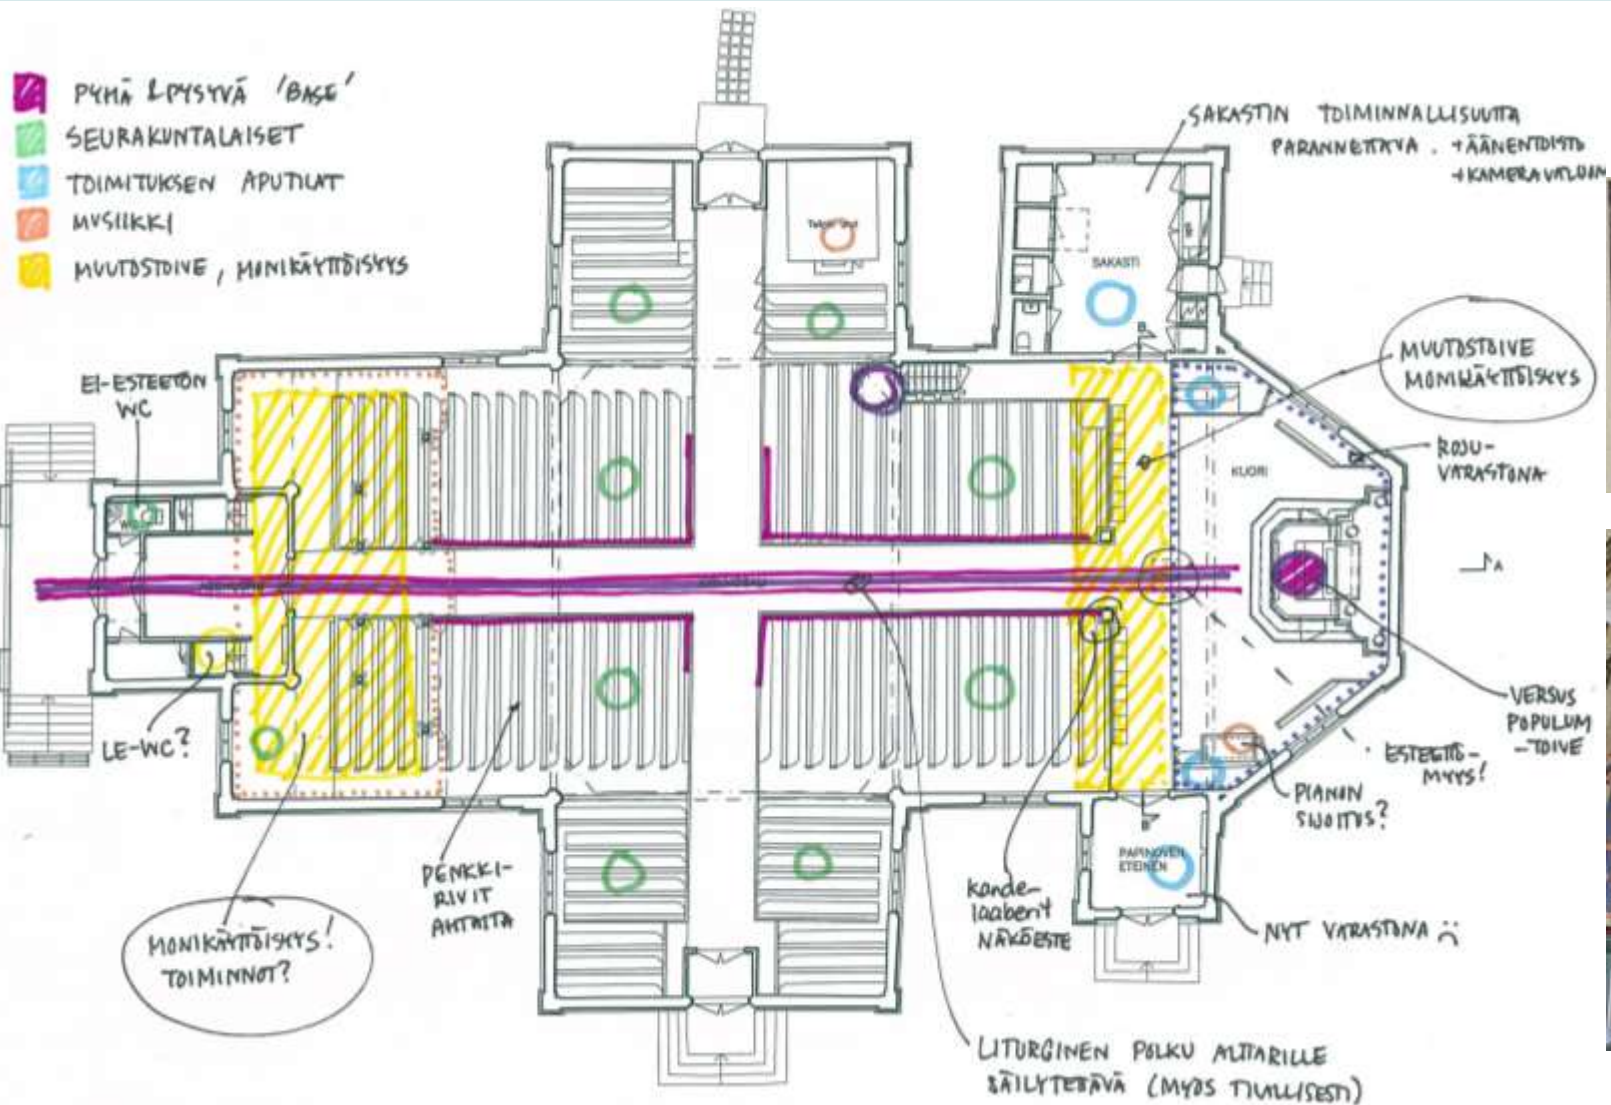 PYHÄ & PYSYVÄ 'BASE'
SEURAKUNTALAISET
TOIMITUKSEN APUTILAT
MUSIIKKI
MUUTOSTOIVE, MONIKÄYTTÖISYYS
SAKASTIN TOIMINNALLISUUTTA
PARANNETTAVA. +ÄÄNENTOISTO
SAKASTI
EI-ESTEETÖN
WC
MUUTOSTOIVE
MONIKÄYTTÖISYYS
ROJU-
VARASTONA
KUORI
A
LE-WC?
VERSUS
POPULUM
-TOIVE
ESTEETTÖ-
MYYS!
PIANON
SIJOITUS?
B
PAPINOVEN
ETEINEN
PENKKI-
RIVIT
AHTAITA
kande-
laaberit
NÄKÖESTE
NYT VARASTONA :(
MONIKÄYTTÖISYYS!
TOIMINNOT?
LITURGINEN POLKU ALTTARILLE
SÄILYTETÄVÄ (MYÖS TILALLISESTI)